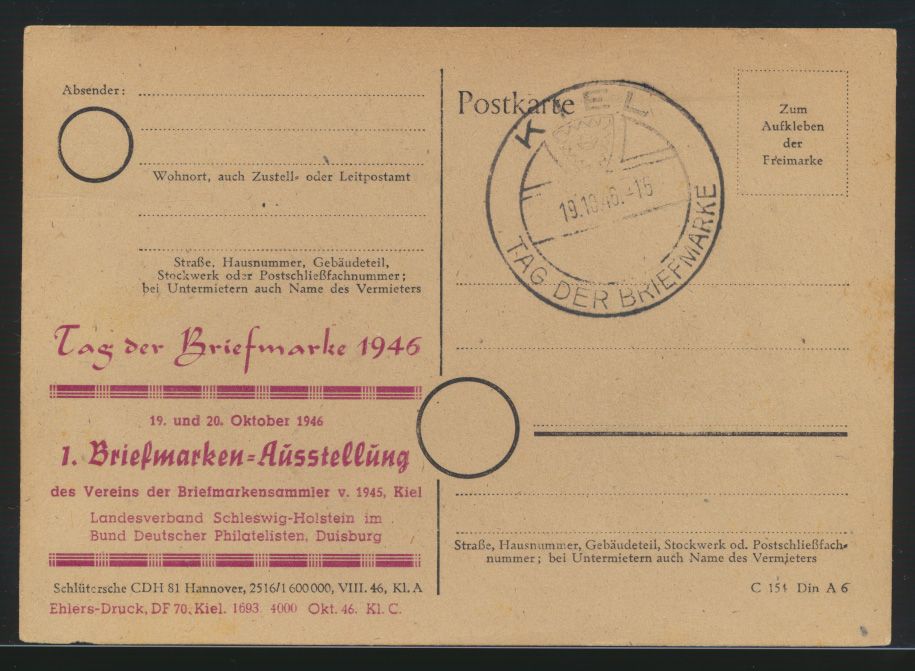 Absender:
Wohnort, auch Zustell- oder Leitpostamt
Straße, Hausnummer, Gebäudeteil,
Stockwerk oder Postschließfachnummer;
bei Untermietern auch Name des Vermieters
Tag der Briefmarke 1946
19. und 20. Oktober 1946
1. Briefmarken=Ausstellung
des Vereins der Briefmarkensammler v. 1945, Kiel
Landesverband Schleswig-Holstein im
Bund Deutscher Philatelisten, Duisburg
Schlütersche CDH 81 Hannover, 2516/1 600 000, VIII. 46, Kl. A
Ehlers-Druck, DF 70, Kiel. 1693 4000 Okt. 46. Kl. C.
Postkarte
KIEL
19.10.46.-16
TAG DER BRIEFMARKE
Zum
Aufkleben
der
Freimarke
Straße, Hausnummer, Gebäudeteil, Stockwerk od. Postschließfach-
nummer; bei Untermietern auch Name des Vermieters
C 154 Din A 6